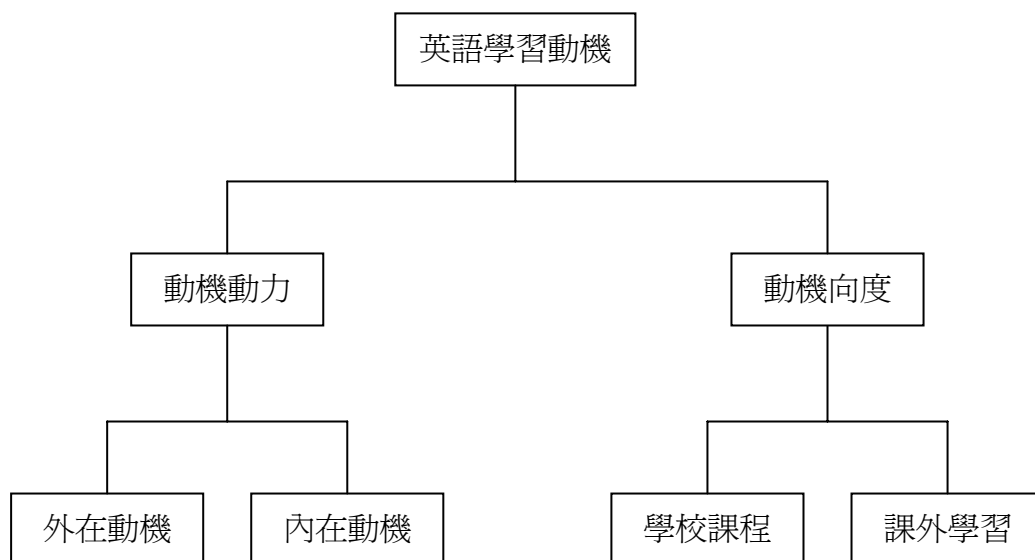 英語學習動機
動機動力
動機向度
外在動機
內在動機
學校課程
課外學習